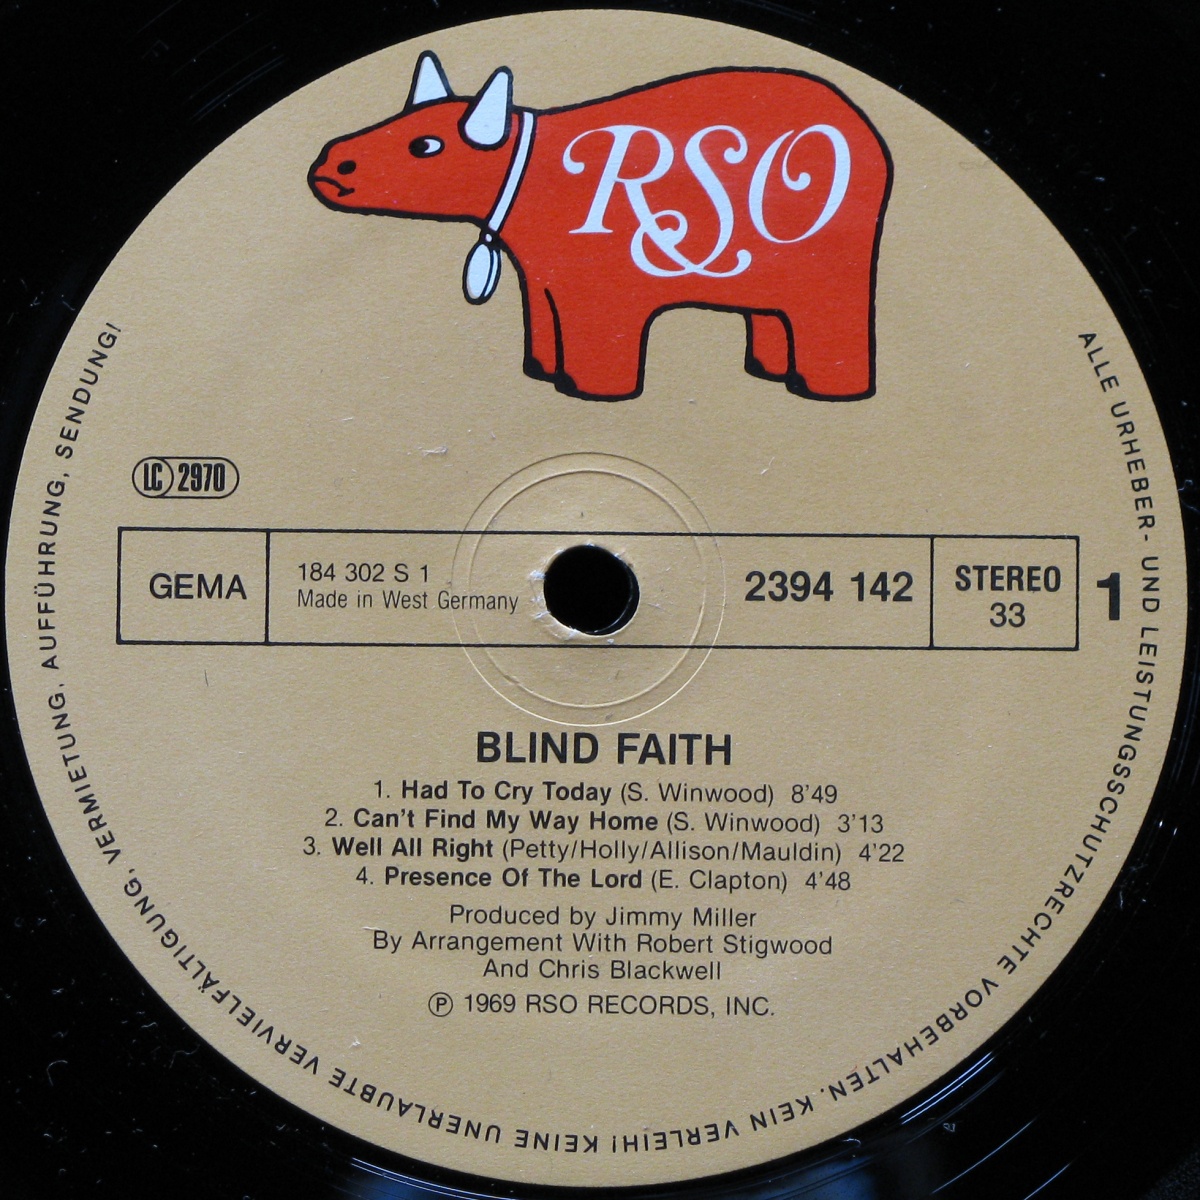 RSO
ALLE URHEBER- UND LEISTUNGSSCHUTZRECHTE VORBEHALTEN. KEIN VERLEIH! KEINE UNERLAUBTE VERVIELFÄLTIGUNG, VERMIETUNG, AUFFÜHRUNG, SENDUNG!
LC 2970
GEMA
184 302 S 1
Made in West Germany
2394 142
STEREO
33
1
BLIND FAITH
1. Had To Cry Today (S. Winwood) 8'49
2. Can't Find My Way Home (S. Winwood) 3'13
3. Well All Right (Petty/Holly/Allison/Mauldin) 4'22
4. Presence Of The Lord (E. Clapton) 4'48
Produced by Jimmy Miller
By Arrangement With Robert Stigwood
And Chris Blackwell
Ⓟ 1969 RSO RECORDS, INC.